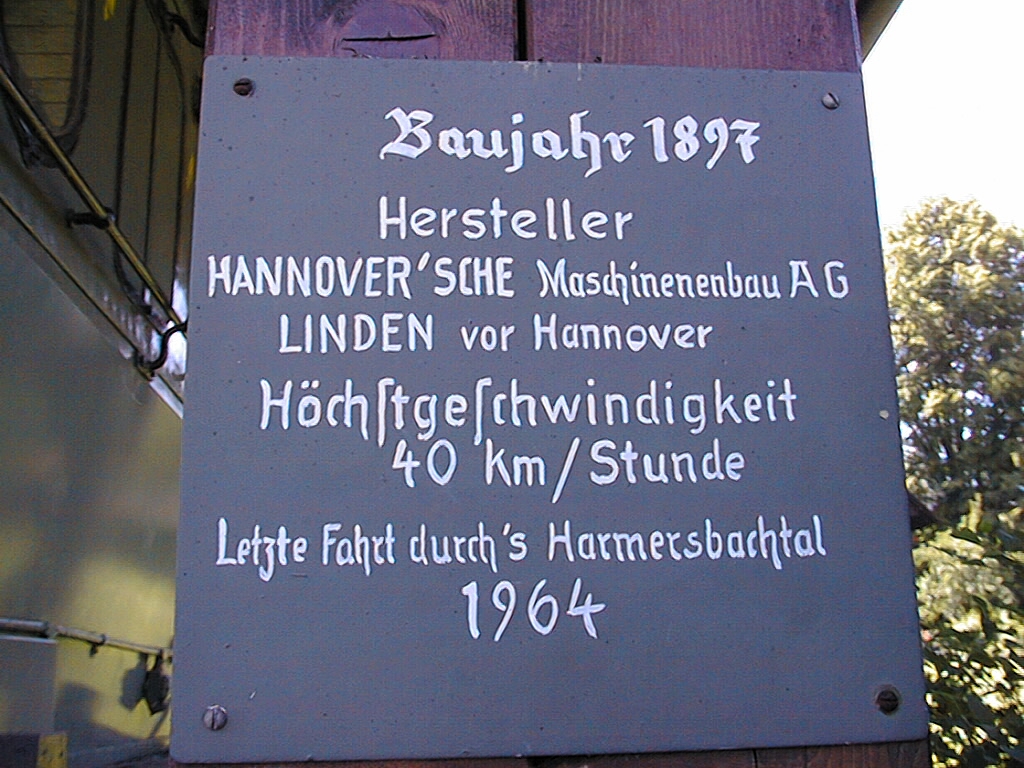 Baujahr 1897
Hersteller
HANNOVER'SCHE Maschinenenbau AG
LINDEN vor Hannover
Höchſtgeſchwindigkeit
40 km/Stunde
Letzte Fahrt durch's Harmersbachtal
1964